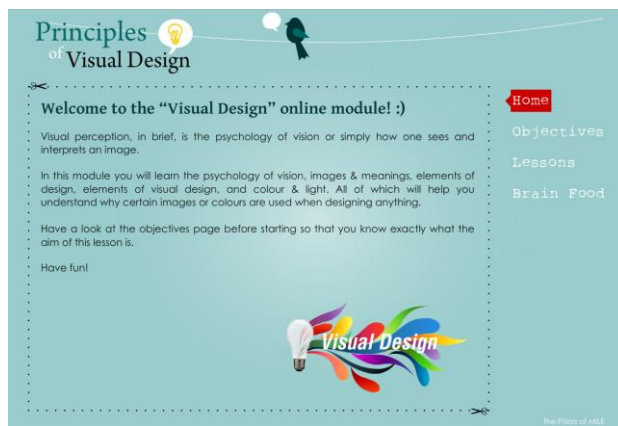 Principles
of Visual Design
Welcome to the “Visual Design” online module! :)
Visual perception, in brief, is the psychology of vision or simply how one sees and
interprets an image.
In this module you will learn the psychology of vision, images & meanings, elements of
design, elements of visual design, and colour & light. All of which will help you
understand why certain images or colours are used when designing anything.
Have a look at the objectives page before starting so that you know exactly what the
aim of this lesson is.
Have fun!
Visual Design
Home
Objectives
Lessons
Brain Food
The Pillars of MILE